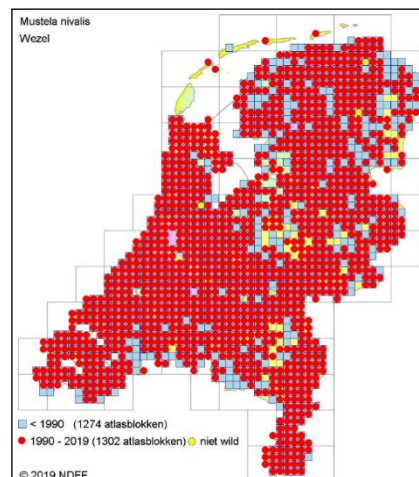 Mustela nivalis
Wezel
< 1990 (1274 atlasblokken)
1990 - 2019 (1302 atlasblokken) niet wild
© 2019 NDFF